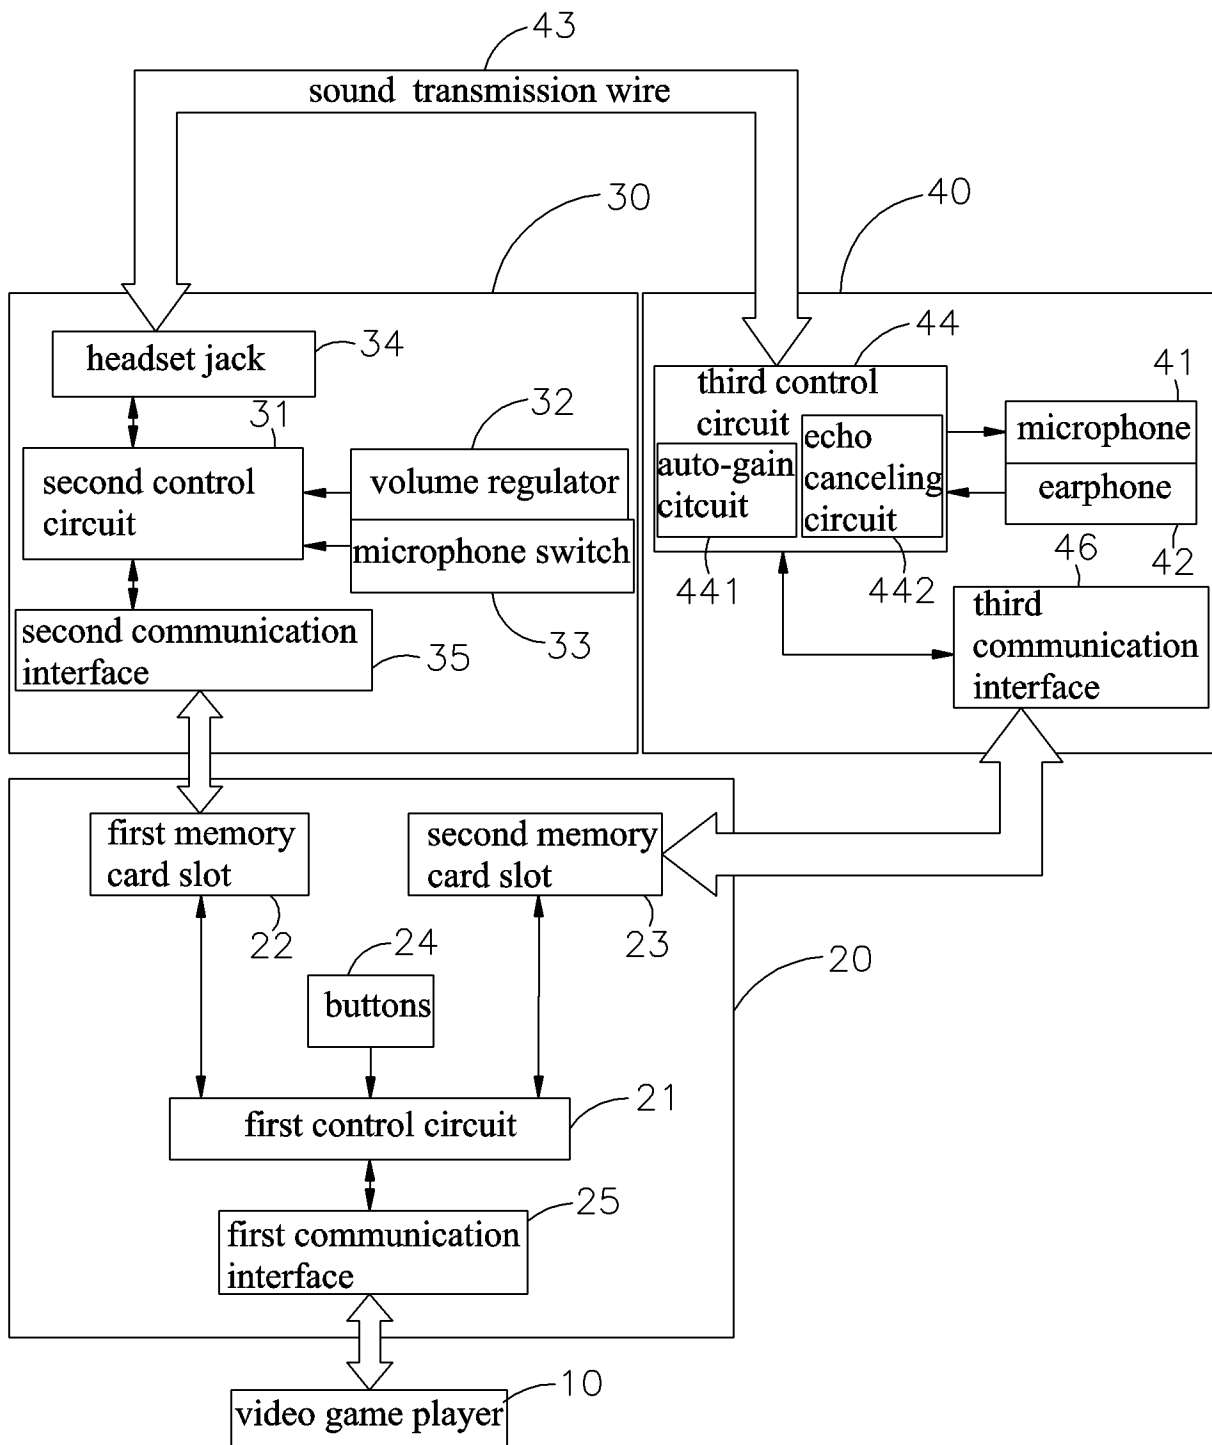 43
sound transmission wire
30
40
headset jack
34
44
third control
circuit
41
31
32
echo
canceling
circuit
microphone
second control
circuit
volume regulator
auto-gain
citcuit
earphone
microphone switch
441
442
42
46
second communication
interface
35
33
third
communication
interface
first memory
card slot
second memory
card slot
22
24
23
20
buttons
21
first control circuit
25
first communication
interface
10
video game player